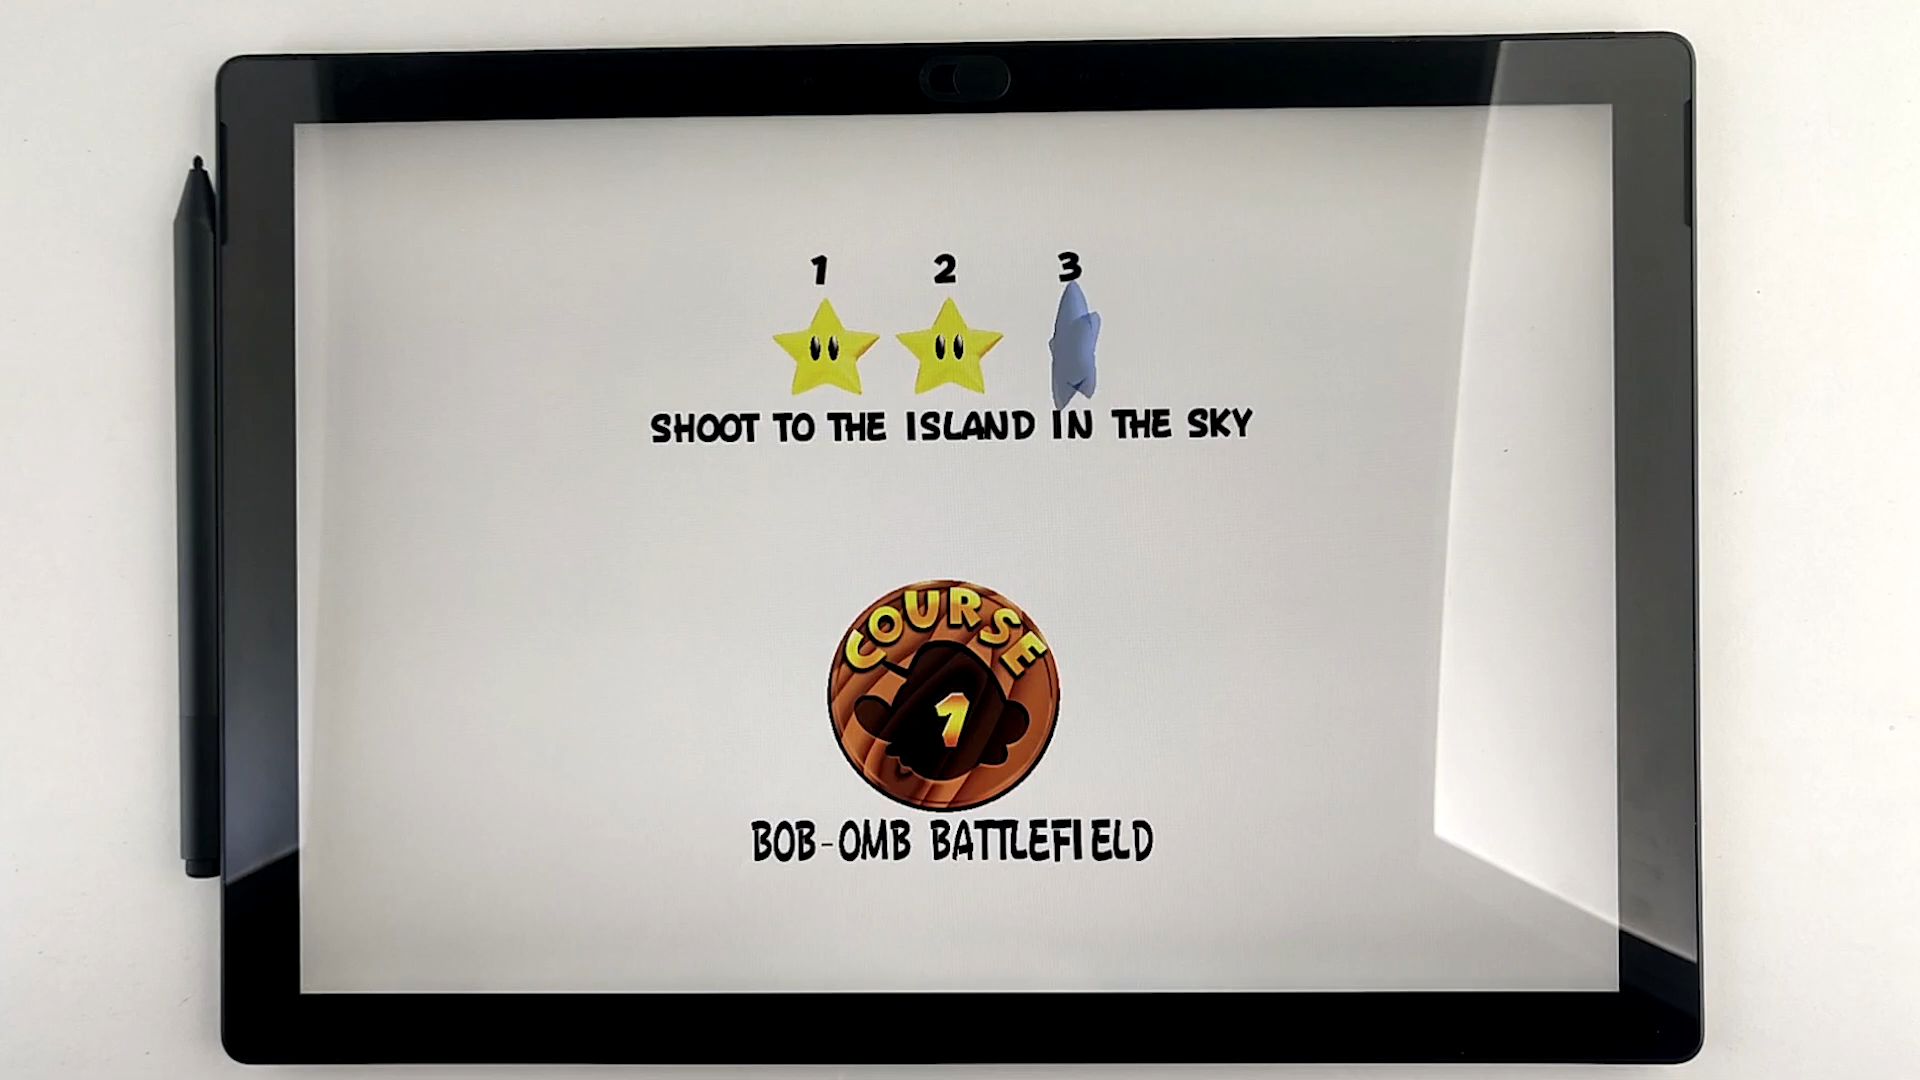 1 2 3
SHOOT TO THE ISLAND IN THE SKY
COURSE
1
BOB-OMB BATTLEFIELD